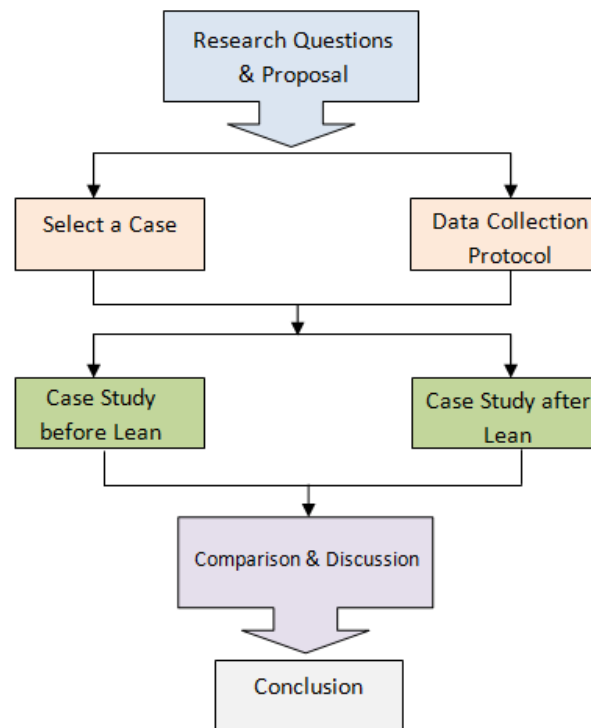 Research Questions
& Proposal
Select a Case
Data Collection
Protocol
Case Study
before Lean
Case Study after
Lean
Comparison & Discussion
Conclusion